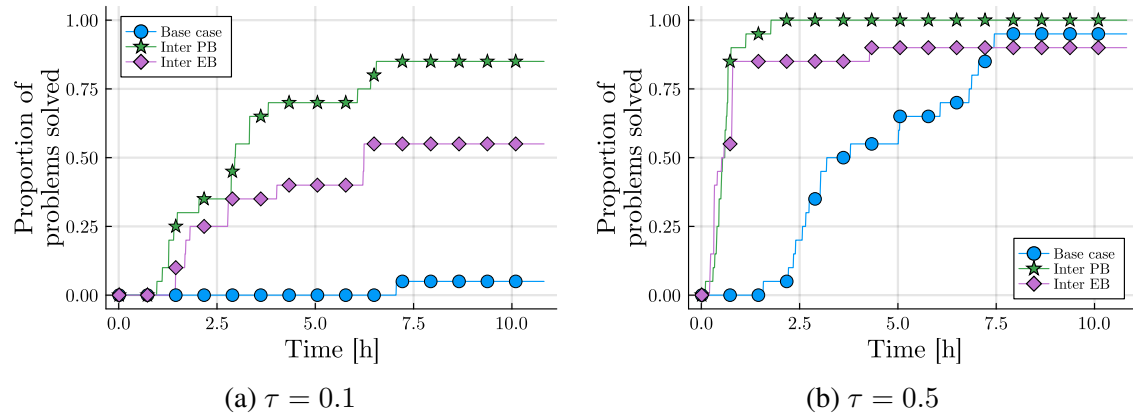 Proportion of
problems solved
1.00
0.75
0.50
0.25
0.00
Base case
Inter PB
Inter EB
0.0
2.5
5.0
7.5
10.0
Time [h]
(a) τ = 0.1
Proportion of
problems solved
1.00
0.75
0.50
0.25
0.00
Base case
Inter PB
Inter EB
0.0
2.5
5.0
7.5
10.0
Time [h]
(b) τ = 0.5